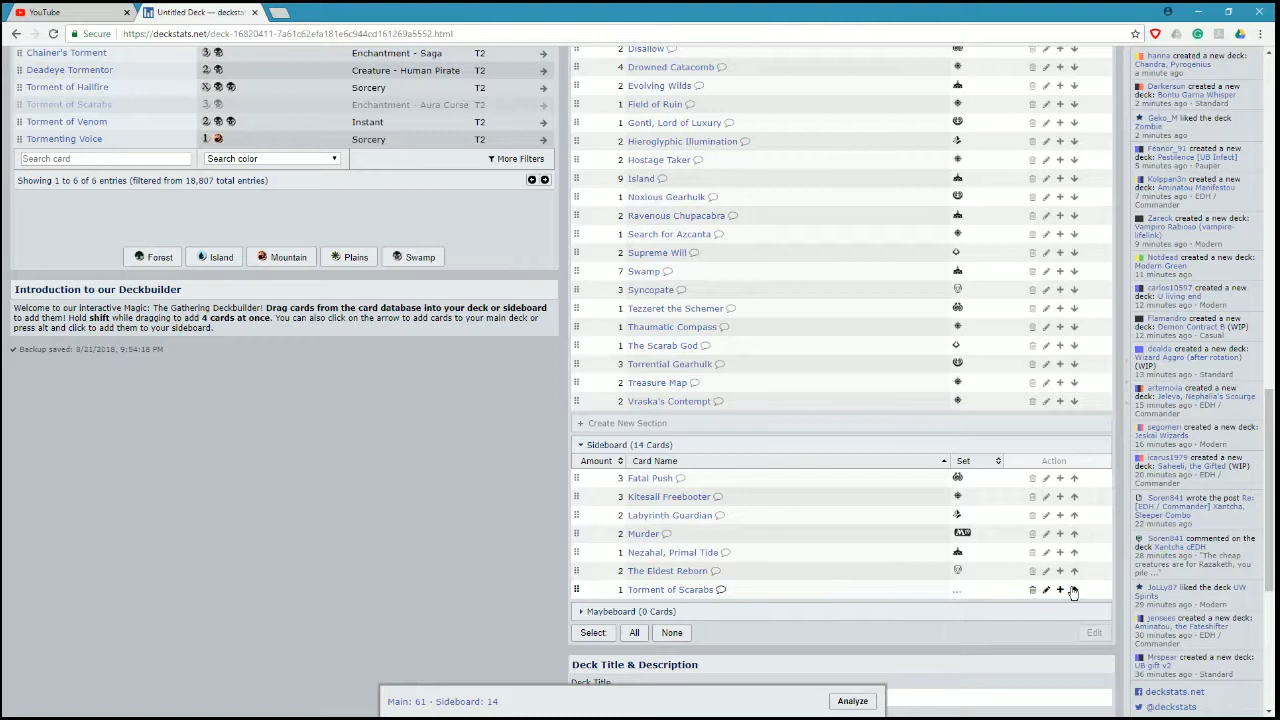 YouTube
Untitled Deck – deckstats
Secure https://deckstats.net/deck-16820411-7a61c62efa181e6c944cd161269a5552.html
Chainer's Torment 3 Enchantment - Saga T2
Deadeye Tormentor 2 Creature - Human Pirate... T2
Torment of Hailfire X Sorcery T2
Torment of Scarabs 3 Enchantment - Aura Curse T2
Torment of Venom 2 Instant T2
Tormenting Voice 1 Sorcery T2
Search card
Search color
More Filters
Showing 1 to 6 of 6 entries (filtered from 18,807 total entries)
Forest
Island
Mountain
Plains
Swamp
Introduction to our Deckbuilder
Welcome to our interactive Magic: The Gathering Deckbuilder! Drag cards from the card database into your deck or sideboard
to add them! Hold shift while dragging to add 4 cards at once. You can also click on the arrow to add cards to your main deck or
press alt and click to add them to your sideboard.
Backup saved: 8/21/2018, 9:54:18 PM
2 Disallow
4 Drowned Catacomb
2 Evolving Wilds
1 Field of Ruin
1 Gonti, Lord of Luxury
2 Hieroglyphic Illumination
2 Hostage Taker
9 Island
1 Noxious Gearhulk
2 Ravenous Chupacabra
1 Search for Azcanta
2 Supreme Will
7 Swamp
3 Syncopate
1 Tezzeret the Schemer
1 Thaumatic Compass
1 The Scarab God
3 Torrential Gearhulk
2 Treasure Map
2 Vraska's Contempt
Create New Section
Sideboard (14 Cards)
Amount Card Name Set Action
3 Fatal Push
3 Kitesail Freebooter
2 Labyrinth Guardian
2 Murder
1 Nezahal, Primal Tide
2 The Eldest Reborn
1 Torment of Scarabs ...
Maybeboard (0 Cards)
Select: All None
Edit
Deck Title & Description
Deck Title
Main: 61 - Sideboard: 14
Analyze
hanna created a new deck:
Chandra, Pyrogenius
a minute ago
Darkersun created a new
deck: Bontu Garna Whisper
2 minutes ago - Standard
Geko_M liked the deck
Zombie
2 minutes ago
Fëanor_91 created a new
deck: Pestilence [UB Infect]
5 minutes ago - Pauper
Kolppan3n created a new
deck: Aminatou Manifestou
7 minutes ago - EDH /
Commander
Zareck created a new deck:
Vampiro Rabioso (vampire-
lifelink)
9 minutes ago - Modern
Notdead created a new deck:
Modern Green
11 minutes ago
carlos10597 created a new
deck: U living end
12 minutes ago - Modern
Flamandro created a new
deck: Demon Contract B (WIP)
12 minutes ago - Casual
dealda created a new deck:
Wizard Aggro (after rotation)
(WIP)
13 minutes ago - Standard
artemoila created a new
deck: Jeleva, Nephalia's Scourge
15 minutes ago - EDH /
Commander
segomeri created a new deck:
Jeskai Wizards
16 minutes ago - Modern
icarus1979 created a new
deck: Saheeli, the Gifted (WIP)
20 minutes ago - EDH /
Commander
Soren841 wrote the post Re:
[EDH / Commander] Xantcha,
Sleeper Combo
22 minutes ago
Soren841 commented on the
deck Xantcha cEDH
28 minutes ago - "The cheap
creatures are for Razaketh, you
pile ..."
JoLLy87 liked the deck UW
Spirits
29 minutes ago - Modern
jensees created a new deck:
Aminatou, the Fateshifter
30 minutes ago - EDH /
Commander
Mrspear created a new deck:
UB gift v2
36 minutes ago - Standard
deckstats.net
@deckstats